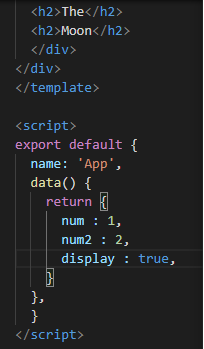 <h2>The</h2>
<h2>Moon</h2>
</div>
</div>
</template>
<script>
export default {
name: 'App',
data() {
return {
num : 1,
num2 : 2,
display : true,
}
},
}
</script>